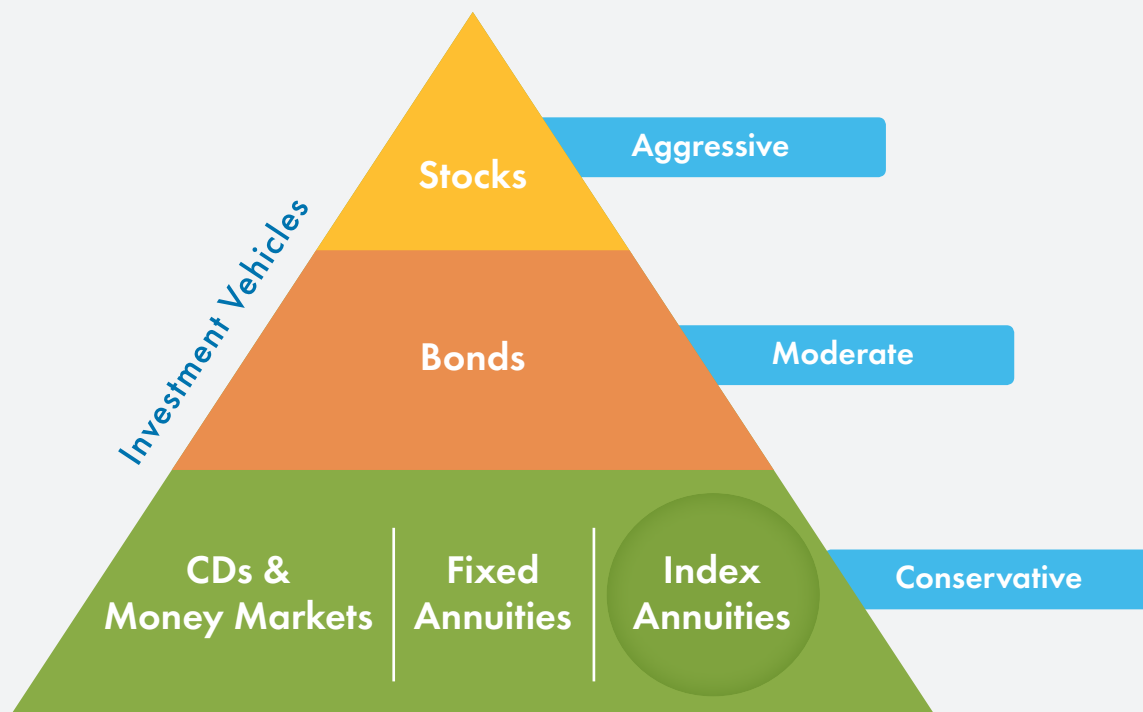 Aggressive
Stocks
Investment Vehicles
Moderate
Bonds
CDs &
Money Markets
Fixed
Annuities
Index
Annuities
Conservative